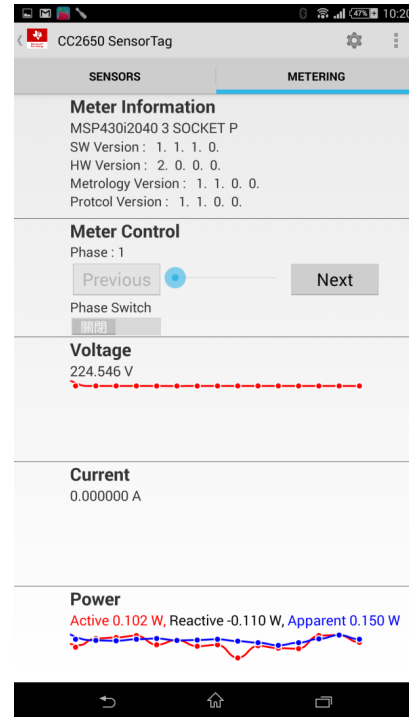 47%
10:20
CC2650 SensorTag
SENSORS
METERING
Meter Information
MSP430i2040 3 SOCKET P
SW Version : 1. 1. 1. 0.
HW Version : 2. 0. 0. 0.
Metrology Version : 1. 1. 0. 0.
Protcol Version : 1. 1. 0. 0.
Meter Control
Phase : 1
Previous
Next
Phase Switch
關閉
Voltage
224.546 V
Current
0.000000 A
Power
Active 0.102 W, Reactive -0.110 W, Apparent 0.150 W